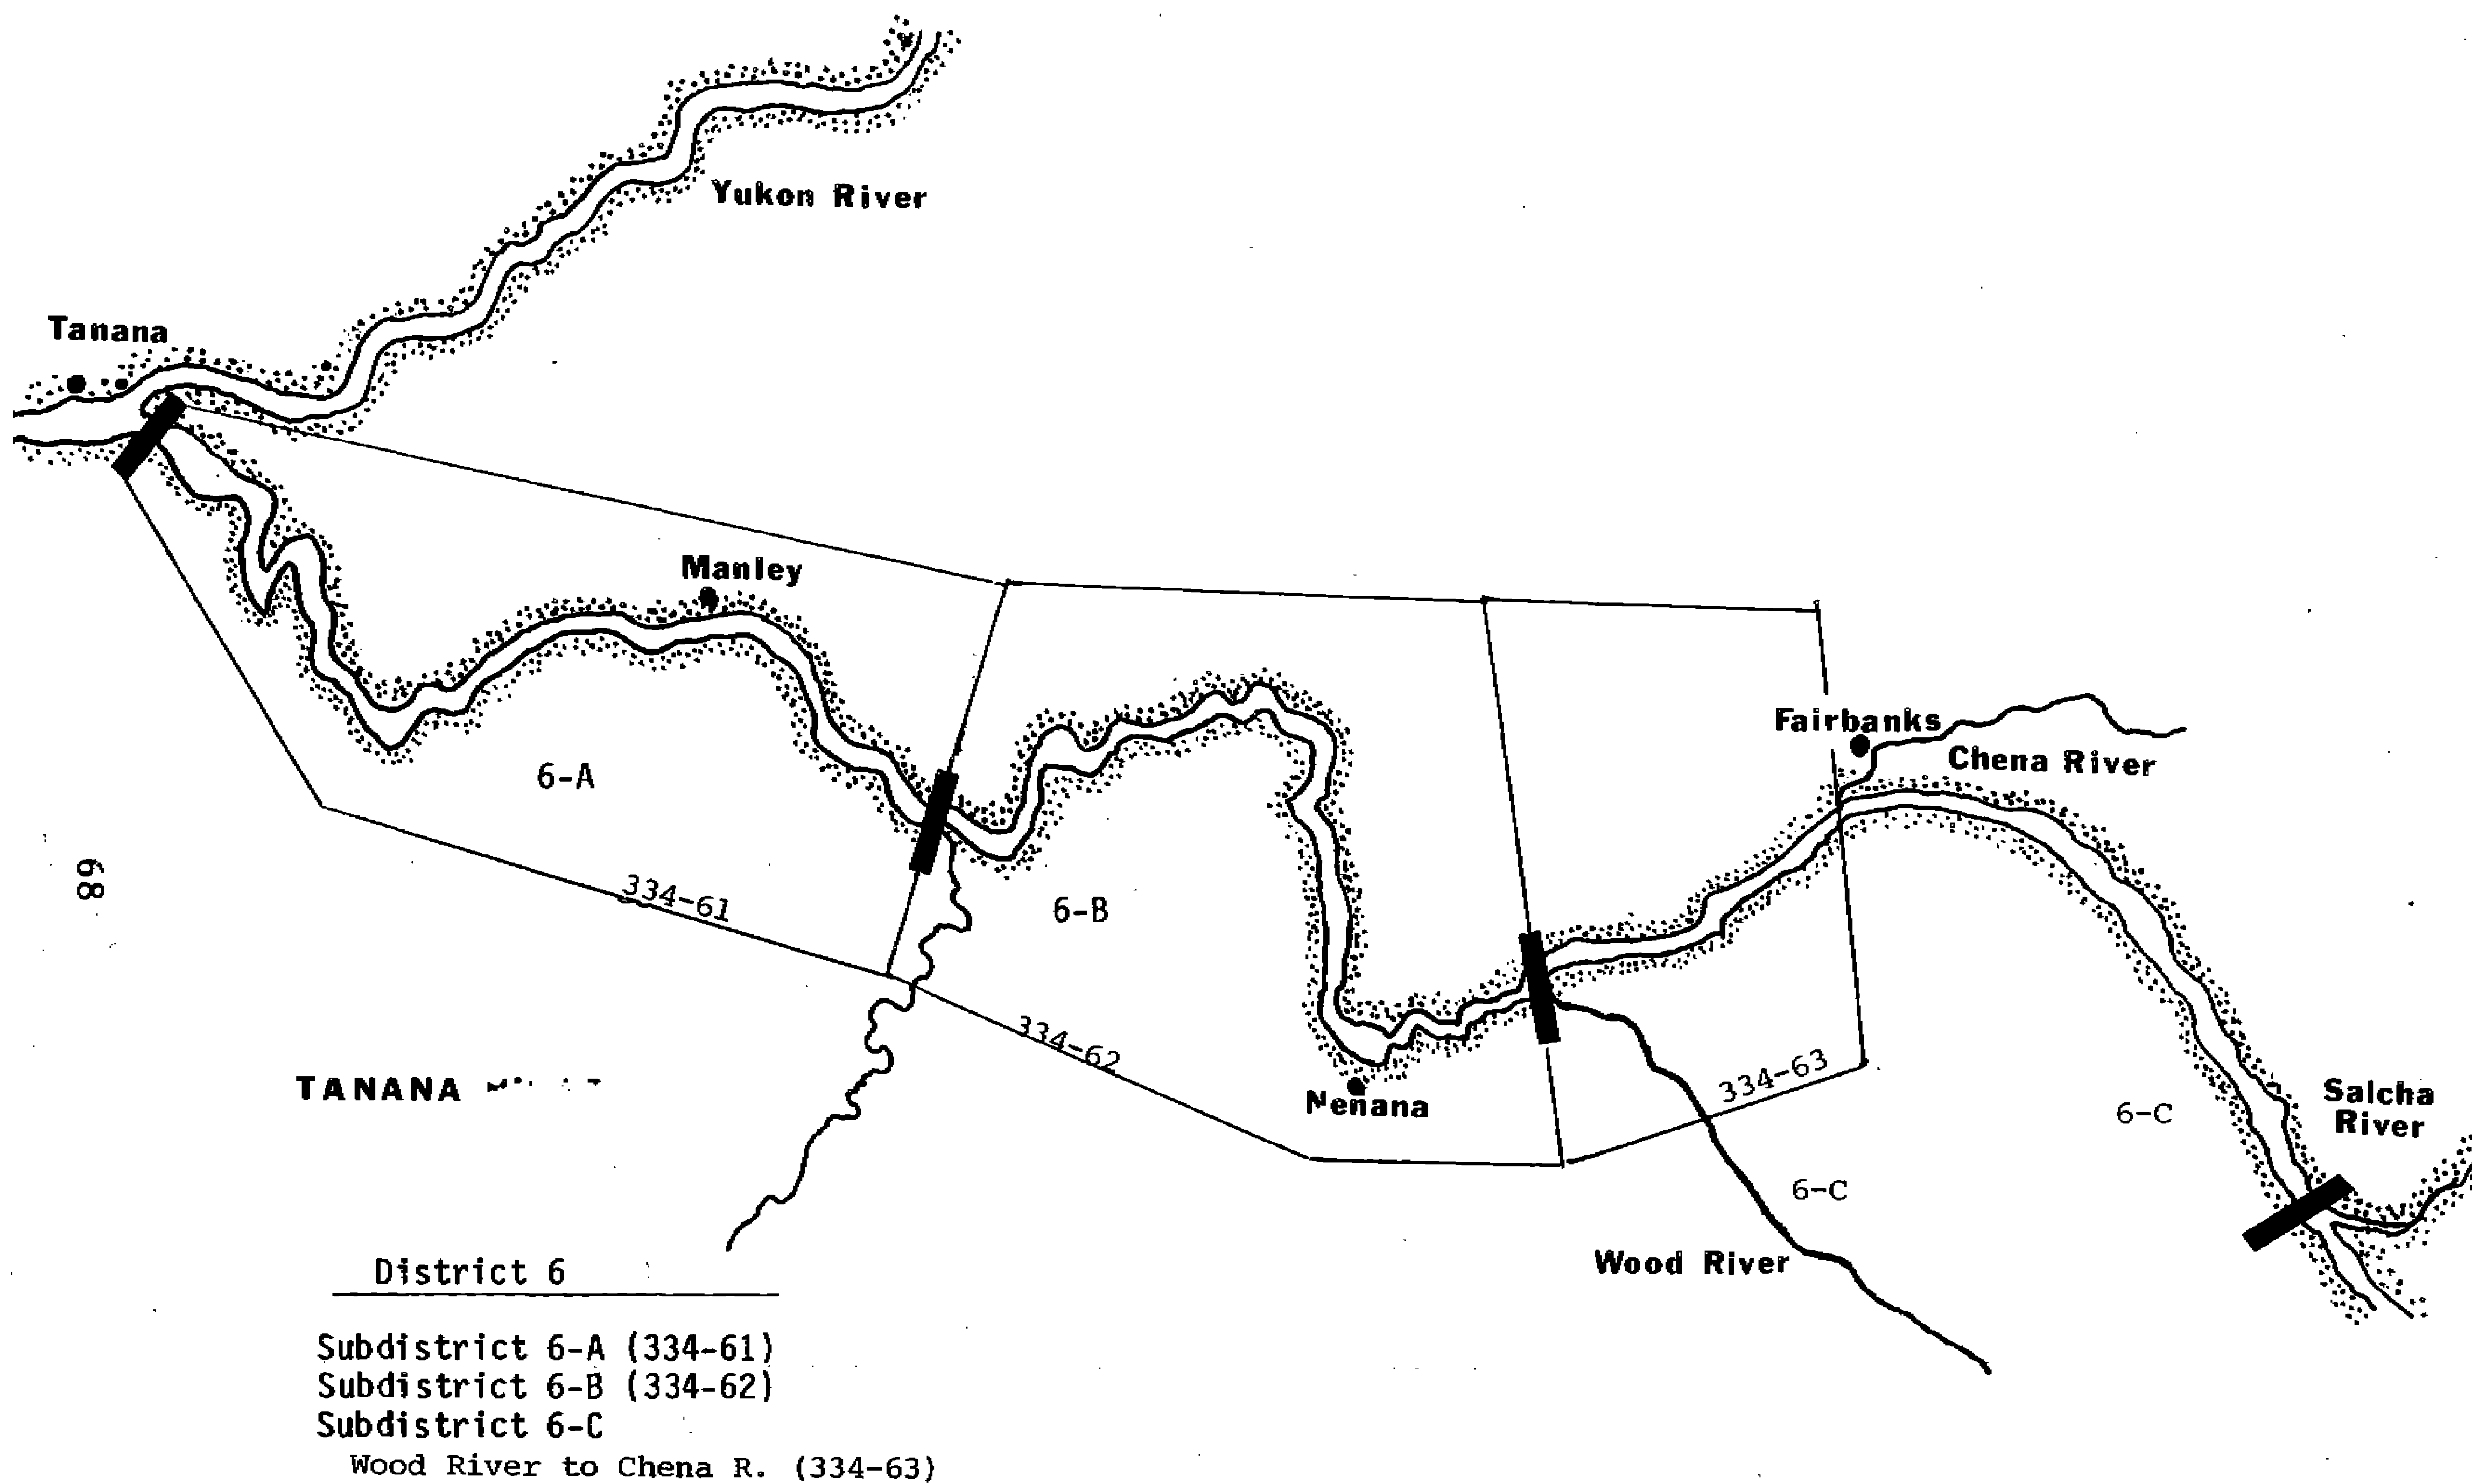 Yukon River
Tanana
Manley
Fairbanks
Chena River
6-A
68
334-61
6-B
334-62
TANANA
Nenana
334-63
Salcha
River
6-C
6-C
Wood River
District 6
Subdistrict 6-A (334-61)
Subdistrict 6-B (334-62)
Subdistrict 6-C
Wood River to Chena R. (334-63)